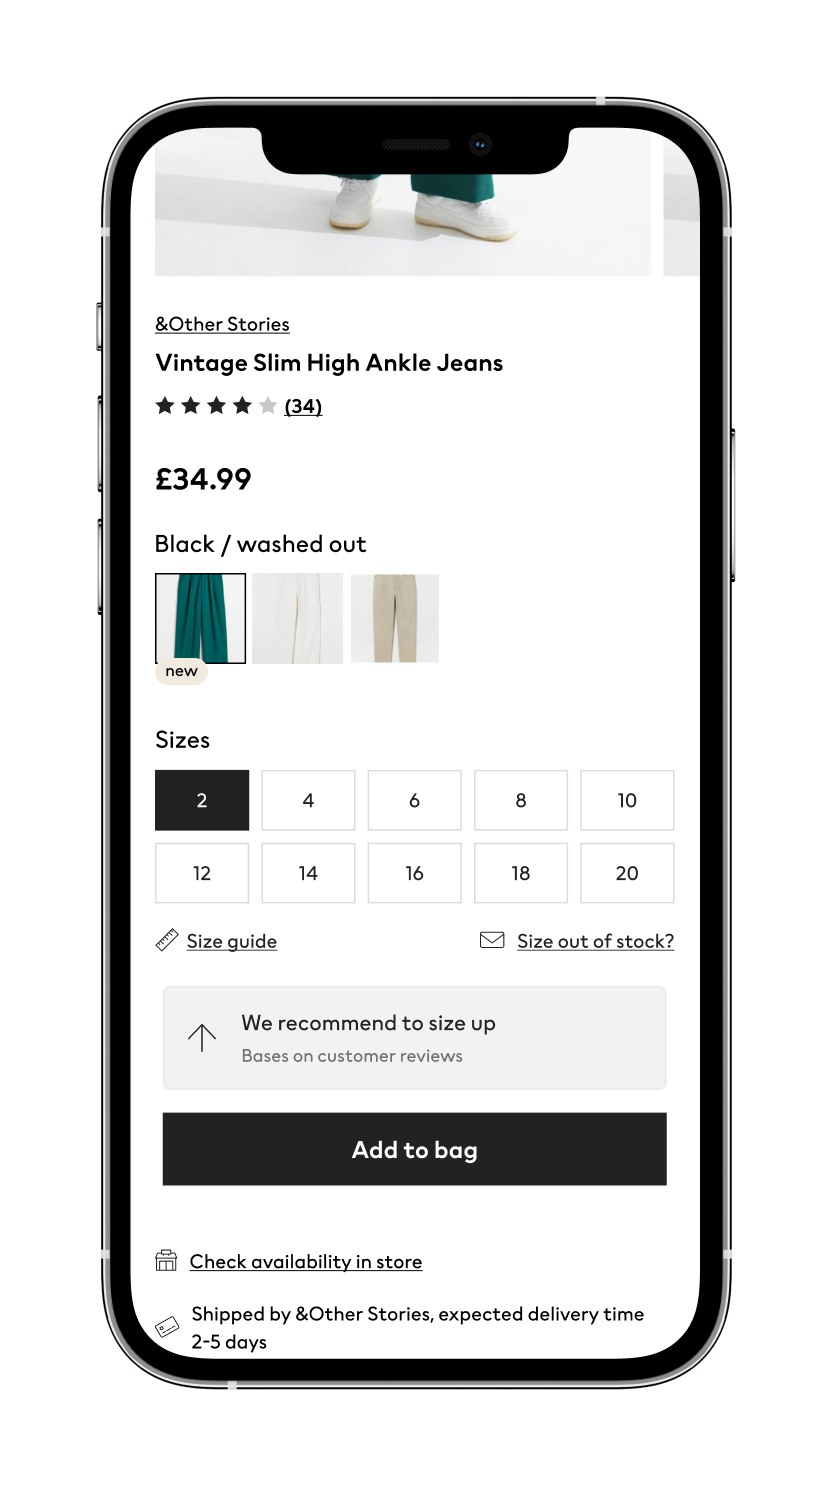 &Other Stories
Vintage Slim High Ankle Jeans
(34)
£34.99
Black / washed out
new
Sizes
2 4 6 8 10
12 14 16 18 20
Size guide Size out of stock?
We recommend to size up
Bases on customer reviews
Add to bag
Check availability in store
Shipped by &Other Stories, expected delivery time
2-5 days